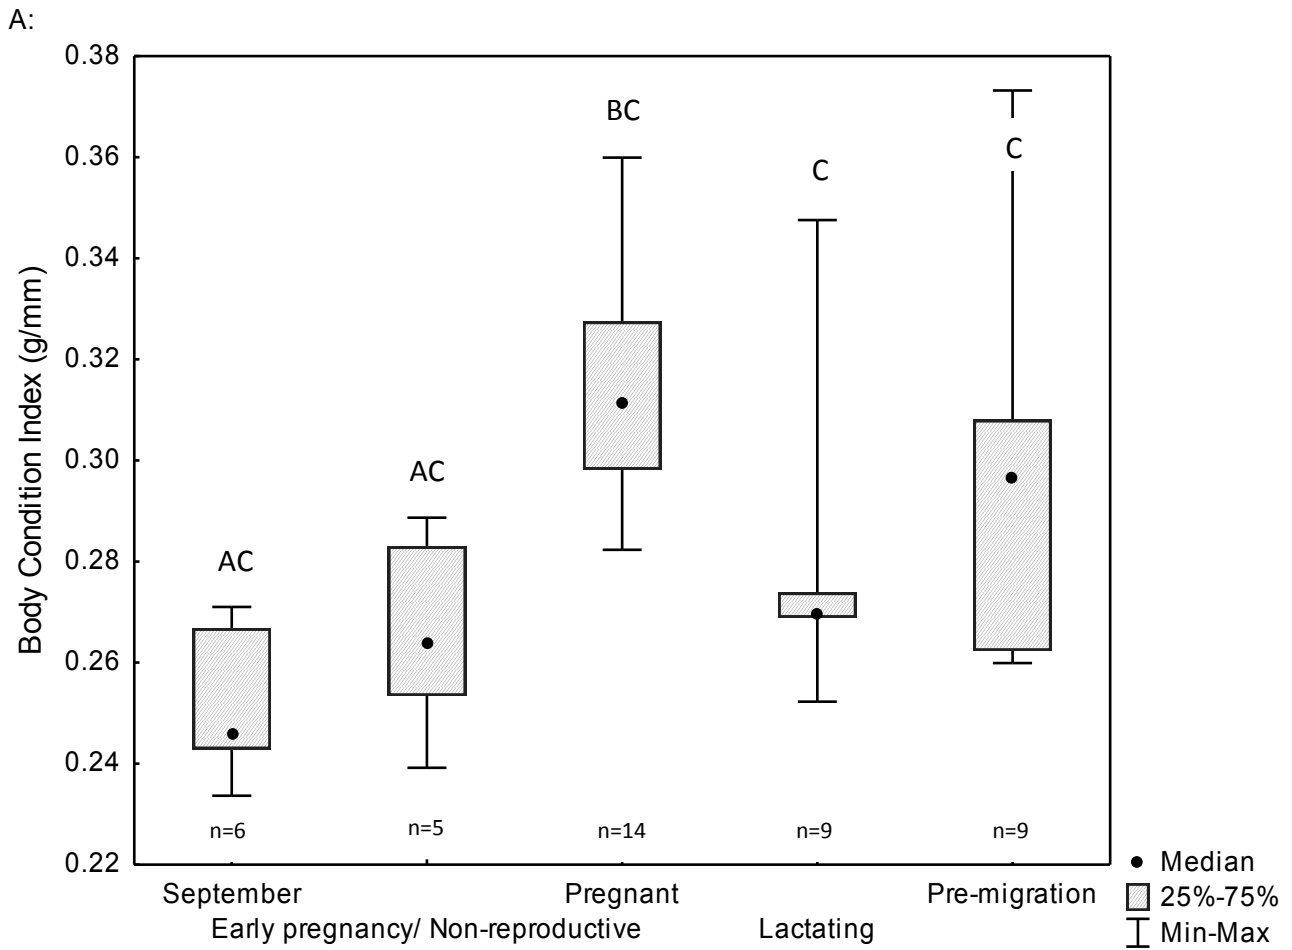 A:
Body Condition Index (g/mm)
0.38
0.36
0.34
0.32
0.30
0.28
0.26
0.24
0.22
AC
AC
BC
C
C
n=6
n=5
n=14
n=9
n=9
September
Early pregnancy/ Non-reproductive
Pregnant
Lactating
Pre-migration
Median
25%-75%
Min-Max